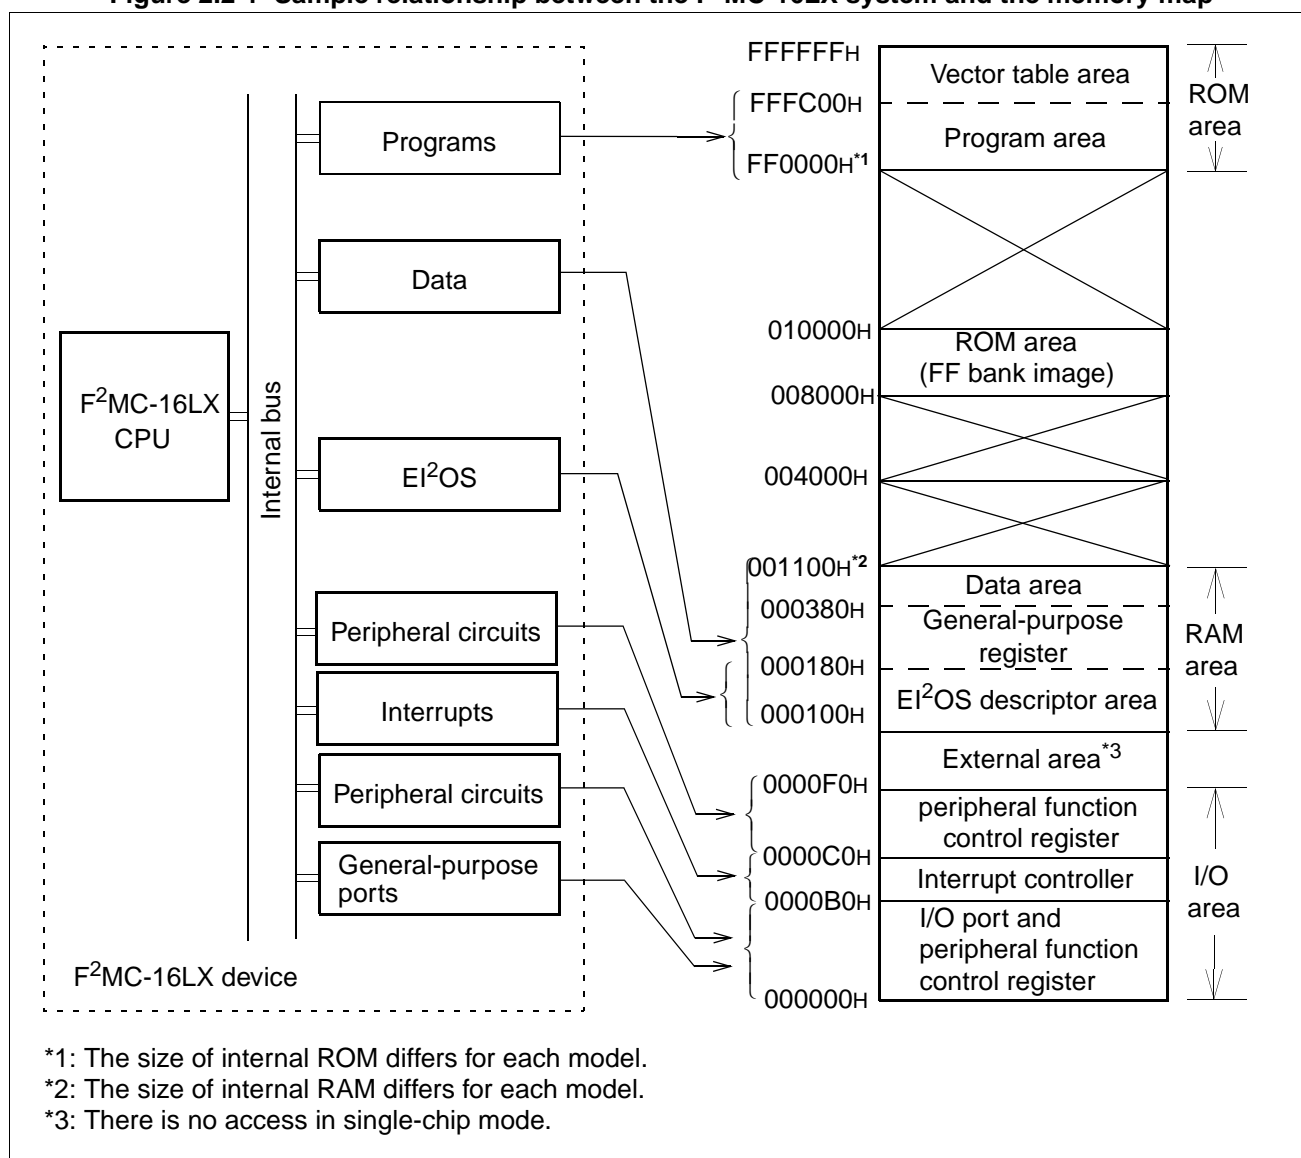 Figure 2.2-1 Sample relationship between the F²MC-16LX system and the memory map
F²MC-16LX
CPU
Internal bus
Programs
Data
EI²OS
Peripheral circuits
Interrupts
Peripheral circuits
General-purpose
ports
F²MC-16LX device
FFFFFFH
FFFC00H
FF0000H*1
010000H
008000H
004000H
001100H*2
000380H
000180H
000100H
0000F0H
0000C0H
0000B0H
000000H
Vector table area
Program area
ROM area
(FF bank image)
Data area
General-purpose
register
EI²OS descriptor area
External area*3
peripheral function
control register
Interrupt controller
I/O port and
peripheral function
control register
ROM
area
RAM
area
I/O
area
*1: The size of internal ROM differs for each model.
*2: The size of internal RAM differs for each model.
*3: There is no access in single-chip mode.